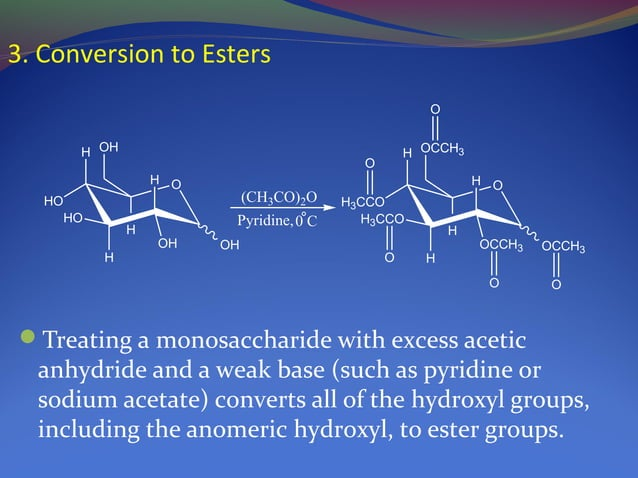 3. Conversion to Esters
O
H OH
H OCCH3
O
H O
H O
HO
(CH3CO)2O
H3CCO
HO
Pyridine, 0°C
H3CCO
H
H
OH
OH
OCCH3
OCCH3
H
O
H
O
O
Treating a monosaccharide with excess acetic
anhydride and a weak base (such as pyridine or
sodium acetate) converts all of the hydroxyl groups,
including the anomeric hydroxyl, to ester groups.